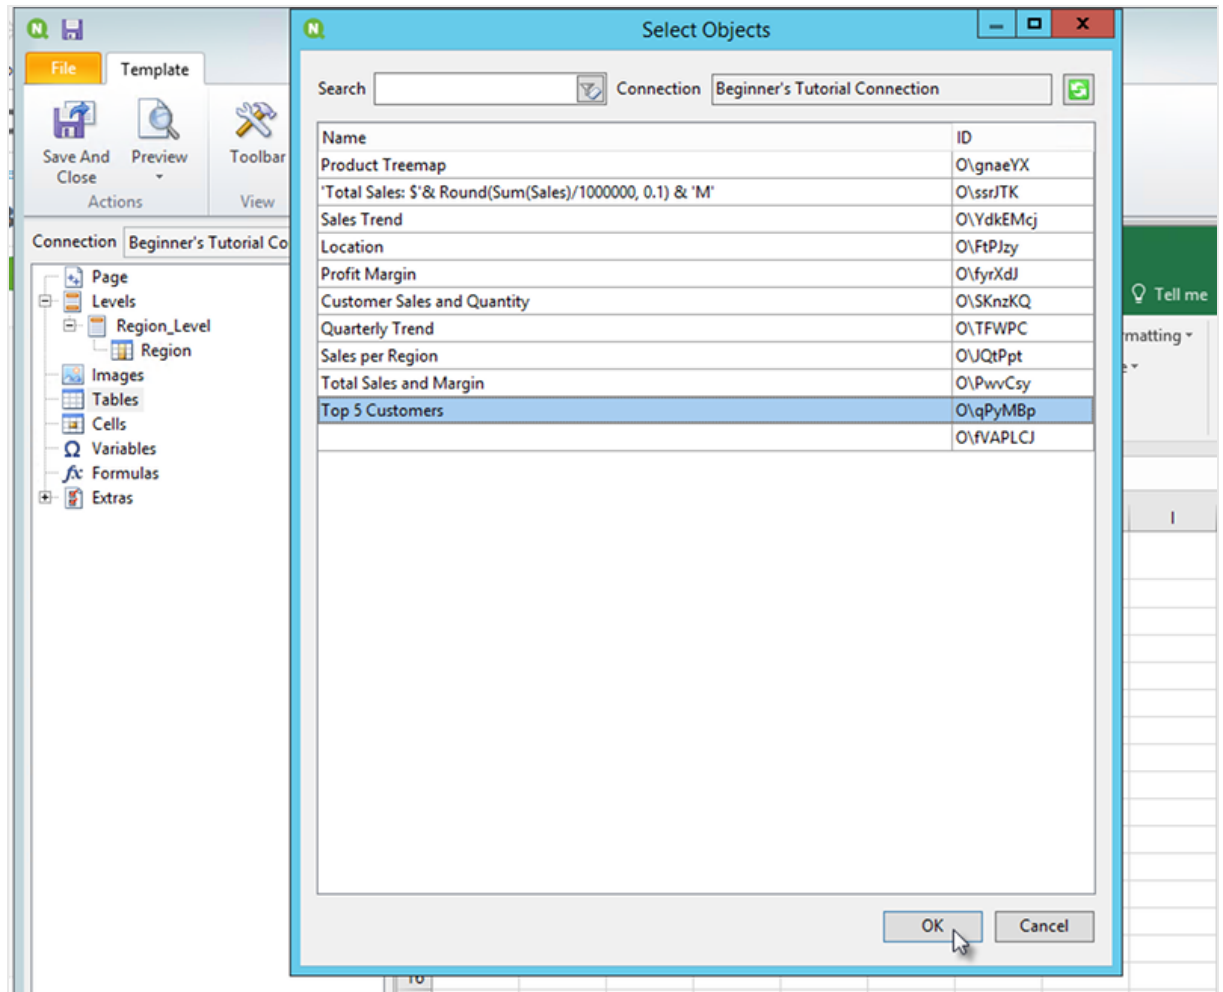 Select Objects
File Template
Save And Close
Preview
Toolbar
Actions
View
Connection Beginner's Tutorial Co
Page
Levels
Region_Level
Region
Images
Tables
Cells
Variables
Formulas
Extras
Search
Connection Beginner's Tutorial Connection
Name ID
Product Treemap O\gnaeYX
'Total Sales: $'& Round(Sum(Sales)/1000000, 0.1) & 'M' O\ssrJTK
Sales Trend O\YdkEMcj
Location O\FtPJzy
Profit Margin O\fyrXdJ
Customer Sales and Quantity O\SKnzKQ
Quarterly Trend O\TFWPC
Sales per Region O\JQtPpt
Total Sales and Margin O\PwvCsy
Top 5 Customers O\qPyMBp
O\fVAPLCJ
OK Cancel
Tell me
rmatting
I